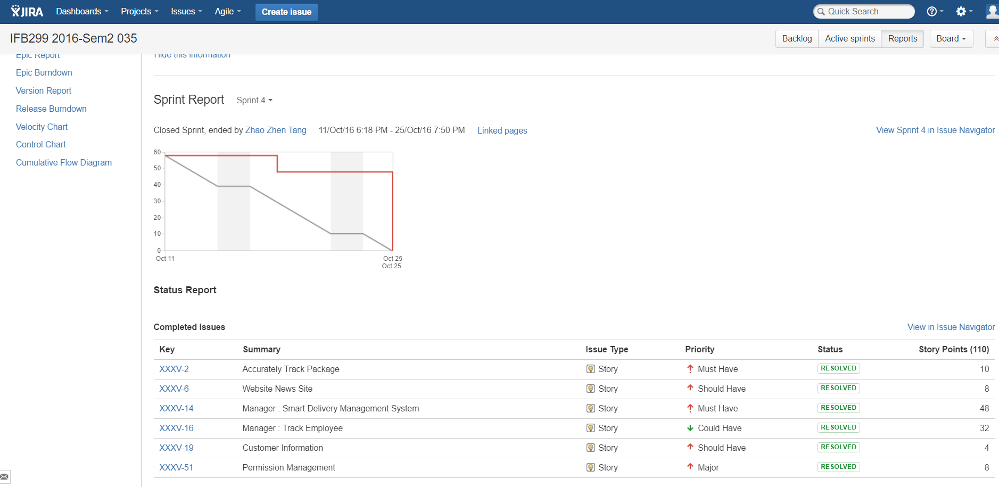 JIRA Dashboards Projects Issues Agile Create issue Quick Search
IFB299 2016-Sem2 035 Backlog Active sprints Reports Board
Epic Report
Hide this information
Epic Burndown
Version Report
Release Burndown
Velocity Chart
Control Chart
Cumulative Flow Diagram
Sprint Report Sprint 4
Closed Sprint, ended by Zhao Zhen Tang 11/Oct/16 6:18 PM - 25/Oct/16 7:50 PM Linked pages View Sprint 4 in Issue Navigator
60
50
40
30
20
10
0
Oct 11 Oct 25
Oct 25
Status Report
Completed Issues View in Issue Navigator
Key Summary Issue Type Priority Status Story Points (110)
XXXV-2 Accurately Track Package Story Must Have RESOLVED 10
XXXV-6 Website News Site Story Should Have RESOLVED 8
XXXV-14 Manager : Smart Delivery Management System Story Must Have RESOLVED 48
XXXV-16 Manager : Track Employee Story Could Have RESOLVED 32
XXXV-19 Customer Information Story Should Have RESOLVED 4
XXXV-51 Permission Management Story Major RESOLVED 8